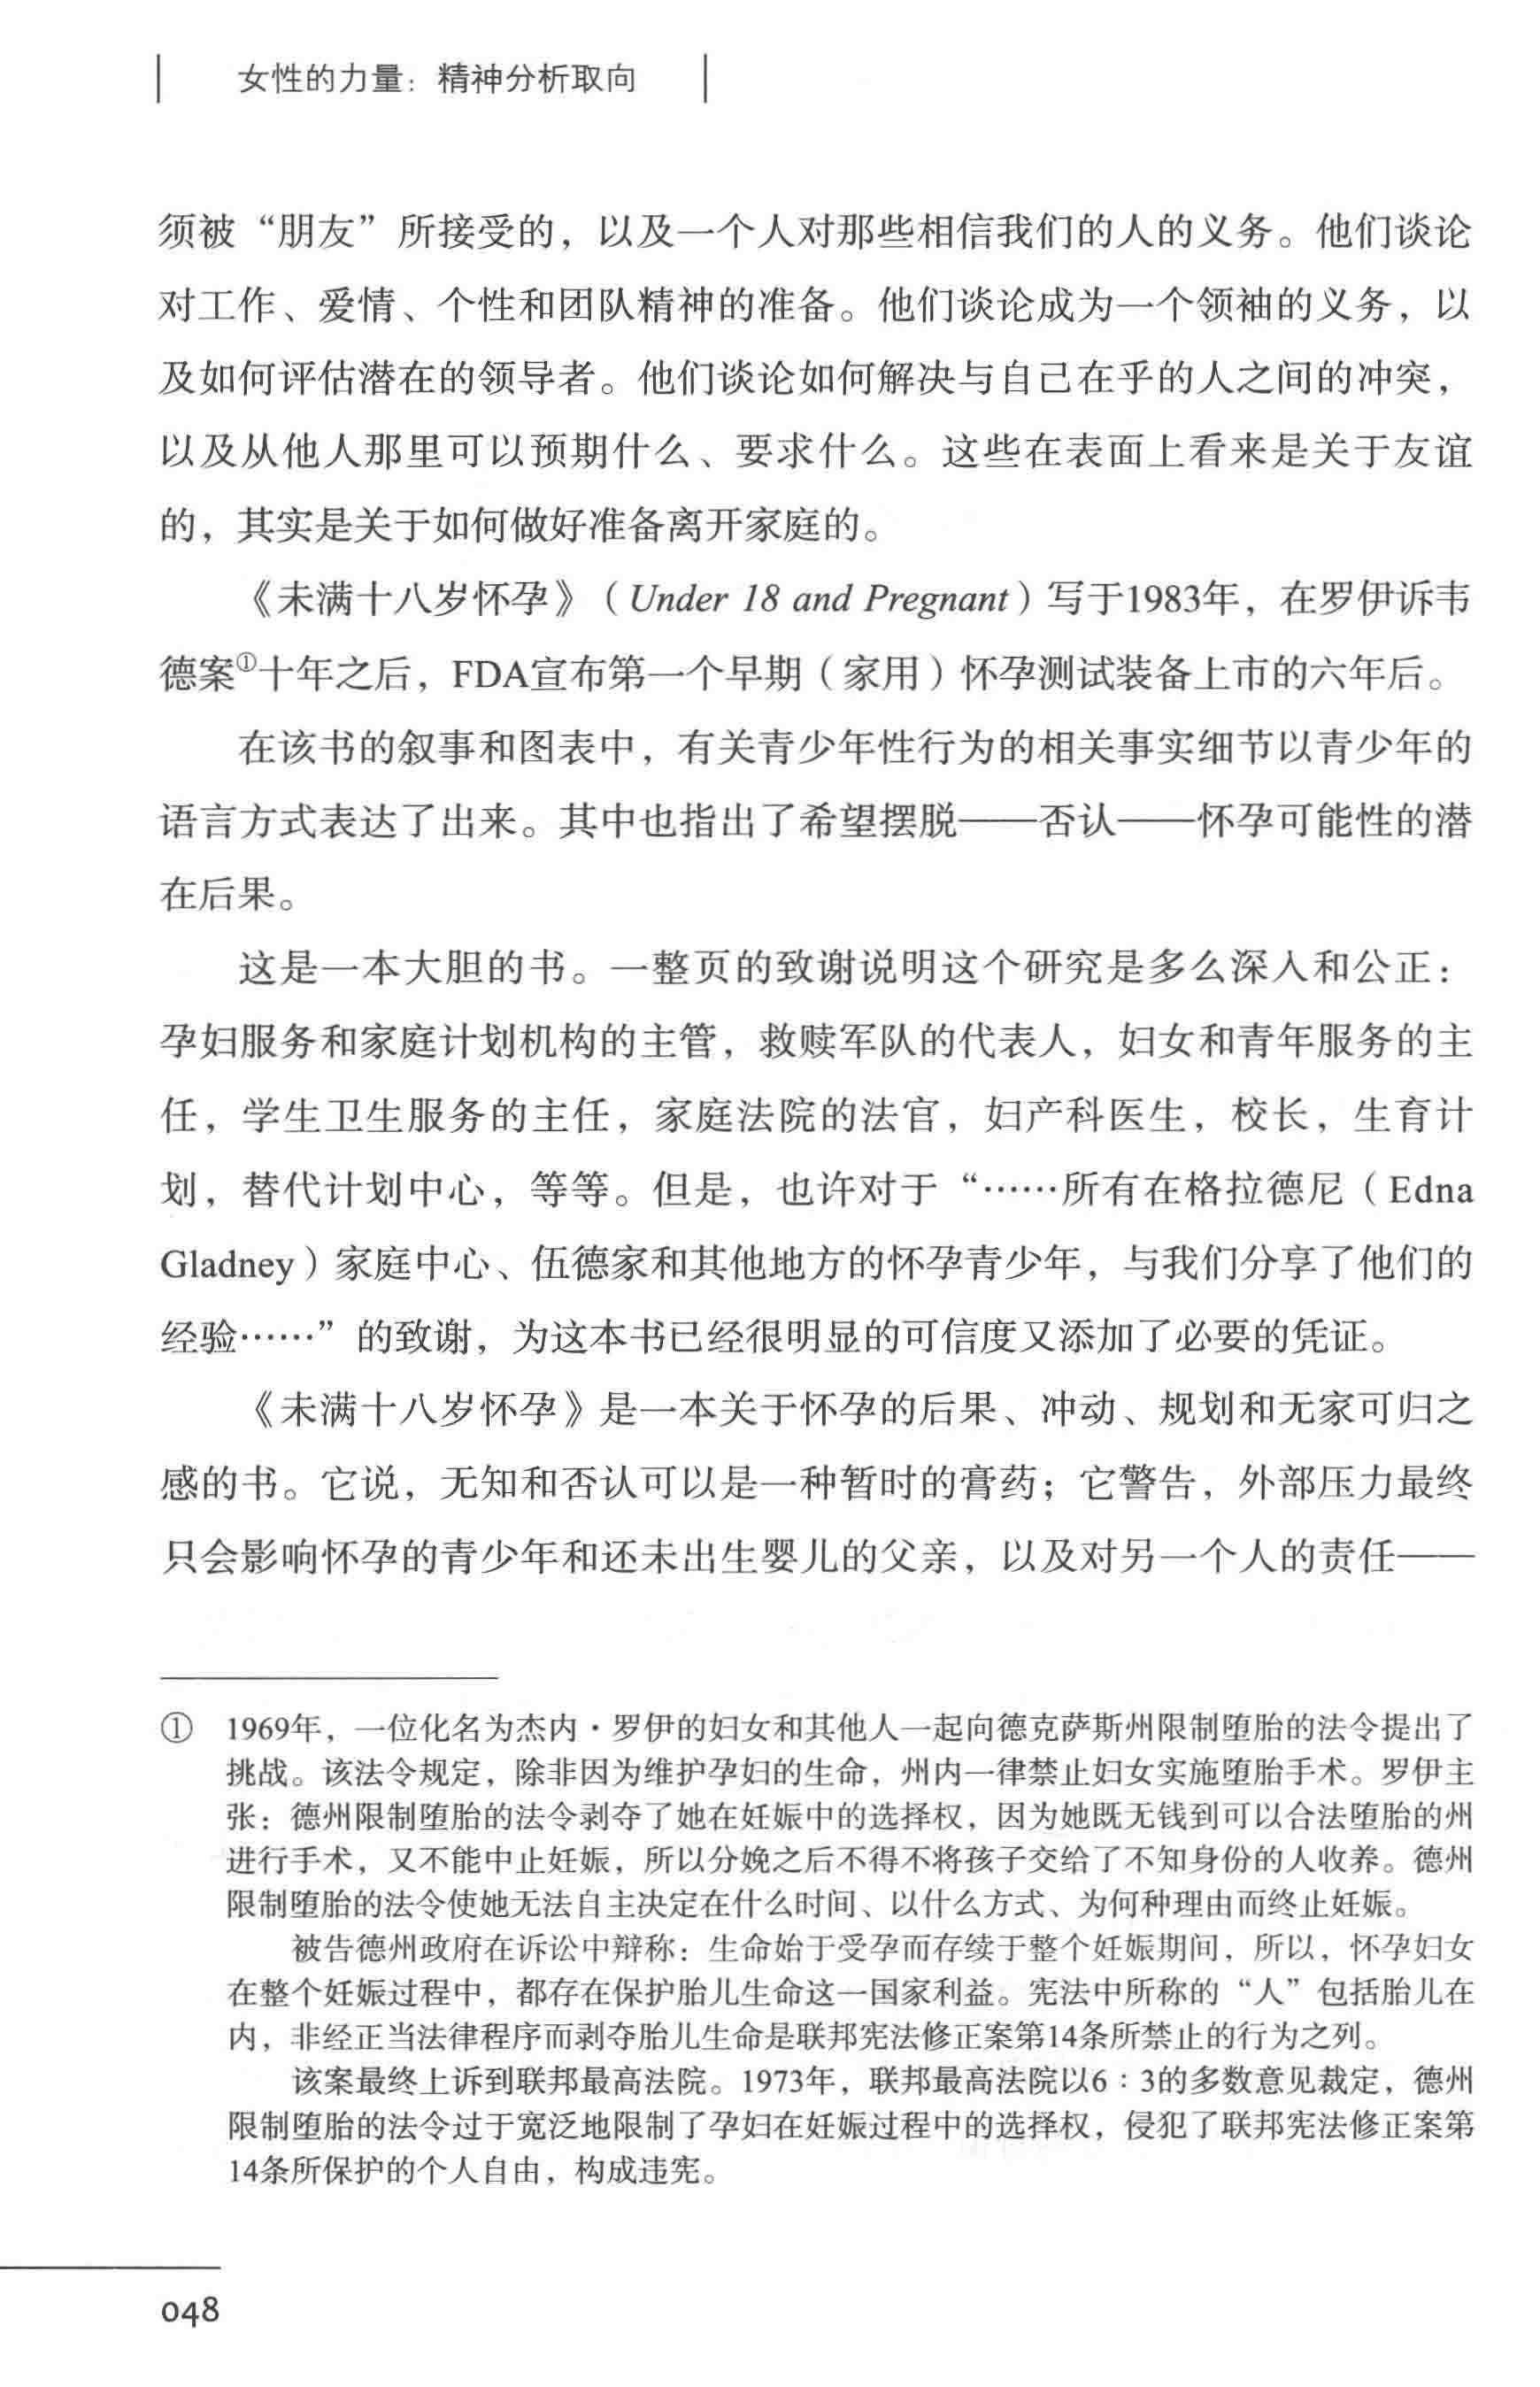 女性的力量：精神分析取向
须被“朋友”所接受的，以及一个人对那些相信我们的人的义务。他们谈论
对工作、爱情、个性和团队精神的准备。他们谈论成为一个领袖的义务，以
及如何评估潜在的领导者。他们谈论如何解决与自己在乎的人之间的冲突，
以及从他人那里可以预期什么、要求什么。这些在表面上看来是关于友谊
的，其实是关于如何做好准备离开家庭的。
《未满十八岁怀孕》（Under 18 and Pregnant）写于1983年，在罗伊诉韦
德案①十年之后，FDA宣布第一个早期（家用）怀孕测试装备上市的六年后。
在该书的叙事和图表中，有关青少年性行为的相关事实细节以青少年的
语言方式表达了出来。其中也指出了希望摆脱——否认——怀孕可能性的潜
在后果。
这是一本大胆的书。一整页的致谢说明这个研究是多么深入和公正：
孕妇服务和家庭计划机构的主管，救赎军队的代表人，妇女和青年服务的主
任，学生卫生服务的主任，家庭法院的法官，妇产科医生，校长，生育计
划，替代计划中心，等等。但是，也许对于“……所有在格拉德尼（Edna
Gladney）家庭中心、伍德家和其他地方的怀孕青少年，与我们分享了他们的
经验……”的致谢，为这本书已经很明显的可信度又添加了必要的凭证。
《未满十八岁怀孕》是一本关于怀孕的后果、冲动、规划和无家可归之
感的书。它说，无知和否认可以是一种暂时的膏药；它警告，外部压力最终
只会影响怀孕的青少年和还未出生婴儿的父亲，以及对另一个人的责任——
① 1969年，一位化名为杰内·罗伊的妇女和其他人一起向德克萨斯州限制堕胎的法令提出了
挑战。该法令规定，除非因为维护孕妇的生命，州内一律禁止妇女实施堕胎手术。罗伊主
张：德州限制堕胎的法令剥夺了她在妊娠中的选择权，因为她既无钱到可以合法堕胎的州
进行手术，又不能中止妊娠，所以分娩之后不得不将孩子交给了不知身份的人收养。德州
限制堕胎的法令使她无法自主决定在什么时间、以什么方式、为何种理由而终止妊娠。
被告德州政府在诉讼中辩称：生命始于受孕而存续于整个妊娠期间，所以，怀孕妇女
在整个妊娠过程中，都存在保护胎儿生命这一国家利益。宪法中所称的“人”包括胎儿在
内，非经正当法律程序而剥夺胎儿生命是联邦宪法修正案第14条所禁止的行为之列。
该案最终上诉到联邦最高法院。1973年，联邦最高法院以6∶3的多数意见裁定，德州
限制堕胎的法令过于宽泛地限制了孕妇在妊娠过程中的选择权，侵犯了联邦宪法修正案第
14条所保护的个人自由，构成违宪。
048